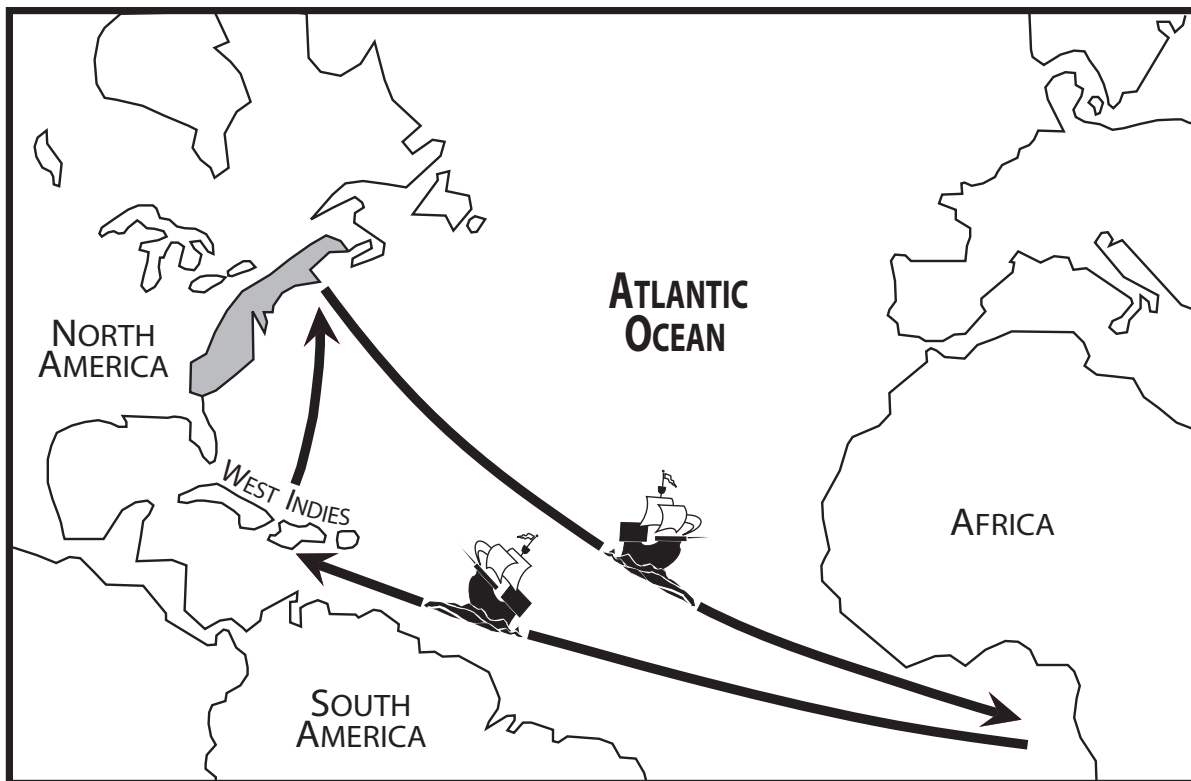 ATLANTIC
OCEAN
NORTH
AMERICA
WEST INDIES
AFRICA
SOUTH
AMERICA